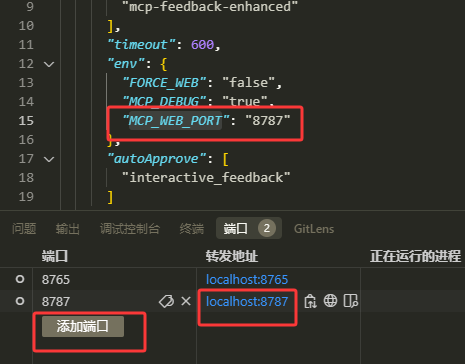 9 "mcp-feedback-enhanced"
10 ],
11 "timeout": 600,
12 "env": {
13 "FORCE_WEB": "false",
14 "MCP_DEBUG": "true",
15 "MCP_WEB_PORT": "8787"
16 },
17 "autoApprove": [
18 "interactive_feedback"
19 ]
问题 输出 调试控制台 终端 端口 2 GitLens
端口 转发地址 正在运行的进程
8765 localhost:8765
8787 localhost:8787
添加端口